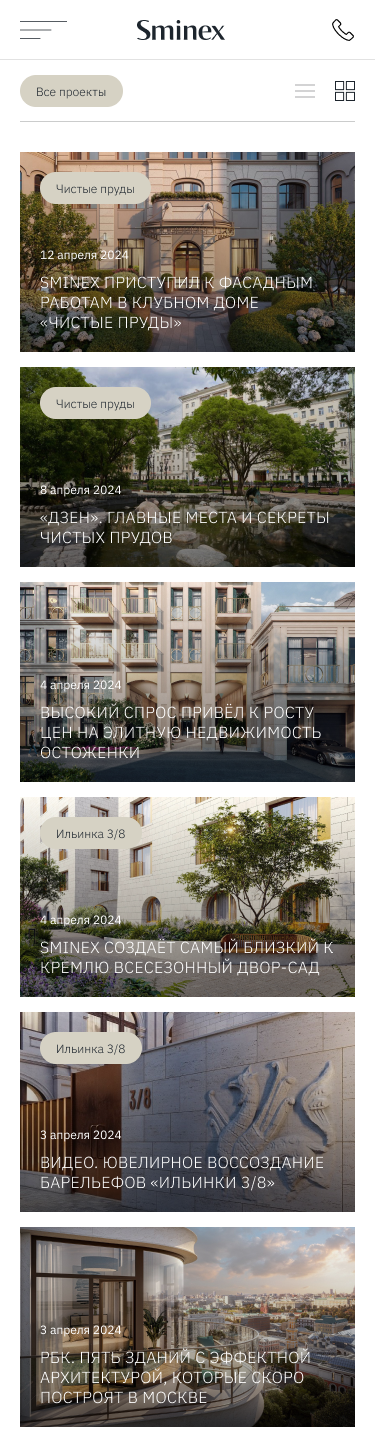 Sminex
Все проекты
Чистые пруды
12 апреля 2024
SMINEX ПРИСТУПИЛ К ФАСАДНЫМ
РАБОТАМ В КЛУБНОМ ДОМЕ
«ЧИСТЫЕ ПРУДЫ»
Чистые пруды
8 апреля 2024
«ДЗЕН». ГЛАВНЫЕ МЕСТА И СЕКРЕТЫ
ЧИСТЫХ ПРУДОВ
4 апреля 2024
ВЫСОКИЙ СПРОС ПРИВЁЛ К РОСТУ
ЦЕН НА ЭЛИТНУЮ НЕДВИЖИМОСТЬ
ОСТОЖЕНКИ
Ильинка 3/8
4 апреля 2024
SMINEX СОЗДАЁТ САМЫЙ БЛИЗКИЙ К
КРЕМЛЮ ВСЕСЕЗОННЫЙ ДВОР-САД
Ильинка 3/8
3/8
3 апреля 2024
ВИДЕО. ЮВЕЛИРНОЕ ВОССОЗДАНИЕ
БАРЕЛЬЕФОВ «ИЛЬИНКИ 3/8»
3 апреля 2024
РБК. ПЯТЬ ЗДАНИЙ С ЭФФЕКТНОЙ
АРХИТЕКТУРОЙ, КОТОРЫЕ СКОРО
ПОСТРОЯТ В МОСКВЕ